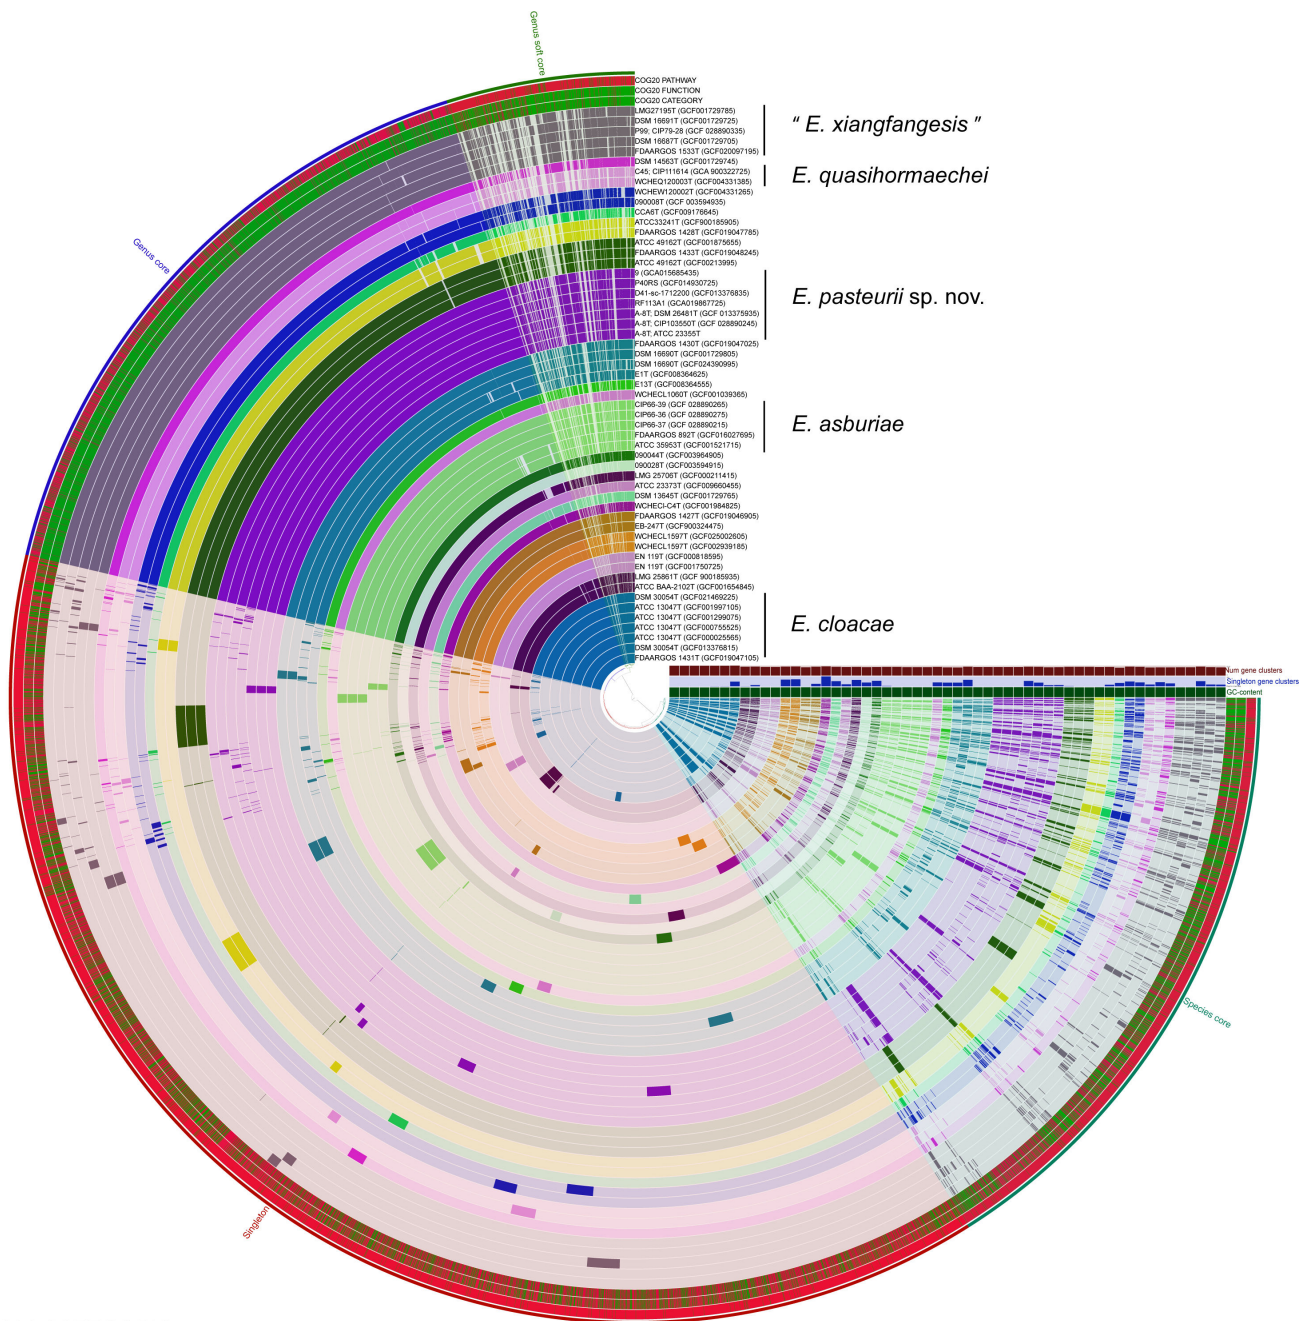 Genus soft core
COG20 PATHWAY
COG20 FUNCTION
COG20 CATEGORY
LMG27195T (GCF001729785)
DSM 16691T (GCF001729725)
P99; CIP79-28 (GCF 028890335)
DSM 16687T (GCF001729705)
FDAARGOS 1533T (GCF020097195)
“ E. xiangfangesis ”
DSM 14563T (GCF001729745)
C45; CIP111614 (GCA 900322725)
WCHEQ120003T (GCF004331385)
E. quasihormaechei
WCHEW120002T (GCF004331265)
090008T (GCF 003594935)
CCA6T (GCF009176645)
ATCC33241T (GCF900185905)
FDAARGOS 1428T (GCF019047785)
ATCC 49162T (GCF001875655)
FDAARGOS 1433T (GCF019048245)
ATCC 49162T (GCF00213995)
Genus core
9 (GCA015685435)
P40RS (GCF014930725)
D41-sc-1712200 (GCF013376835)
RF113A1 (GCA019867725)
A-8T; DSM 26481T (GCF 013375935)
A-8T; CIP103550T (GCF 028890245)
A-8T; ATCC 23355T
E. pasteurii sp. nov.
FDAARGOS 1430T (GCF019047025)
DSM 16690T (GCF001729805)
DSM 16690T (GCF024390995)
E1T (GCF008364625)
E13T (GCF008364555)
WCHECL1060T (GCF001039365)
CIP66-39 (GCF 028890265)
CIP66-36 (GCF 028890275)
CIP66-37 (GCF 028890215)
FDAARGOS 892T (GCF016027695)
ATCC 35953T (GCF001521715)
E. asburiae
090044T (GCF003964905)
090028T (GCF003594915)
LMG 25706T (GCF000211415)
ATCC 23373T (GCF009660455)
DSM 13645T (GCF001729765)
WCHECl-C4T (GCF001984825)
FDAARGOS 1427T (GCF019046905)
EB-247T (GCF900324475)
WCHECL1597T (GCF025002605)
WCHECL1597T (GCF002939185)
EN 119T (GCF000818595)
EN 119T (GCF001750725)
LMG 25861T (GCF 900185935)
ATCC BAA-2102T (GCF001654845)
DSM 30054T (GCF021469225)
ATCC 13047T (GCF001997105)
ATCC 13047T (GCF001299075)
ATCC 13047T (GCF000755525)
ATCC 13047T (GCF000025565)
DSM 30054T (GCF013376815)
FDAARGOS 1431T (GCF019047105)
E. cloacae
Num gene clusters
Singleton gene clusters
GC-content
Species core
Singleton